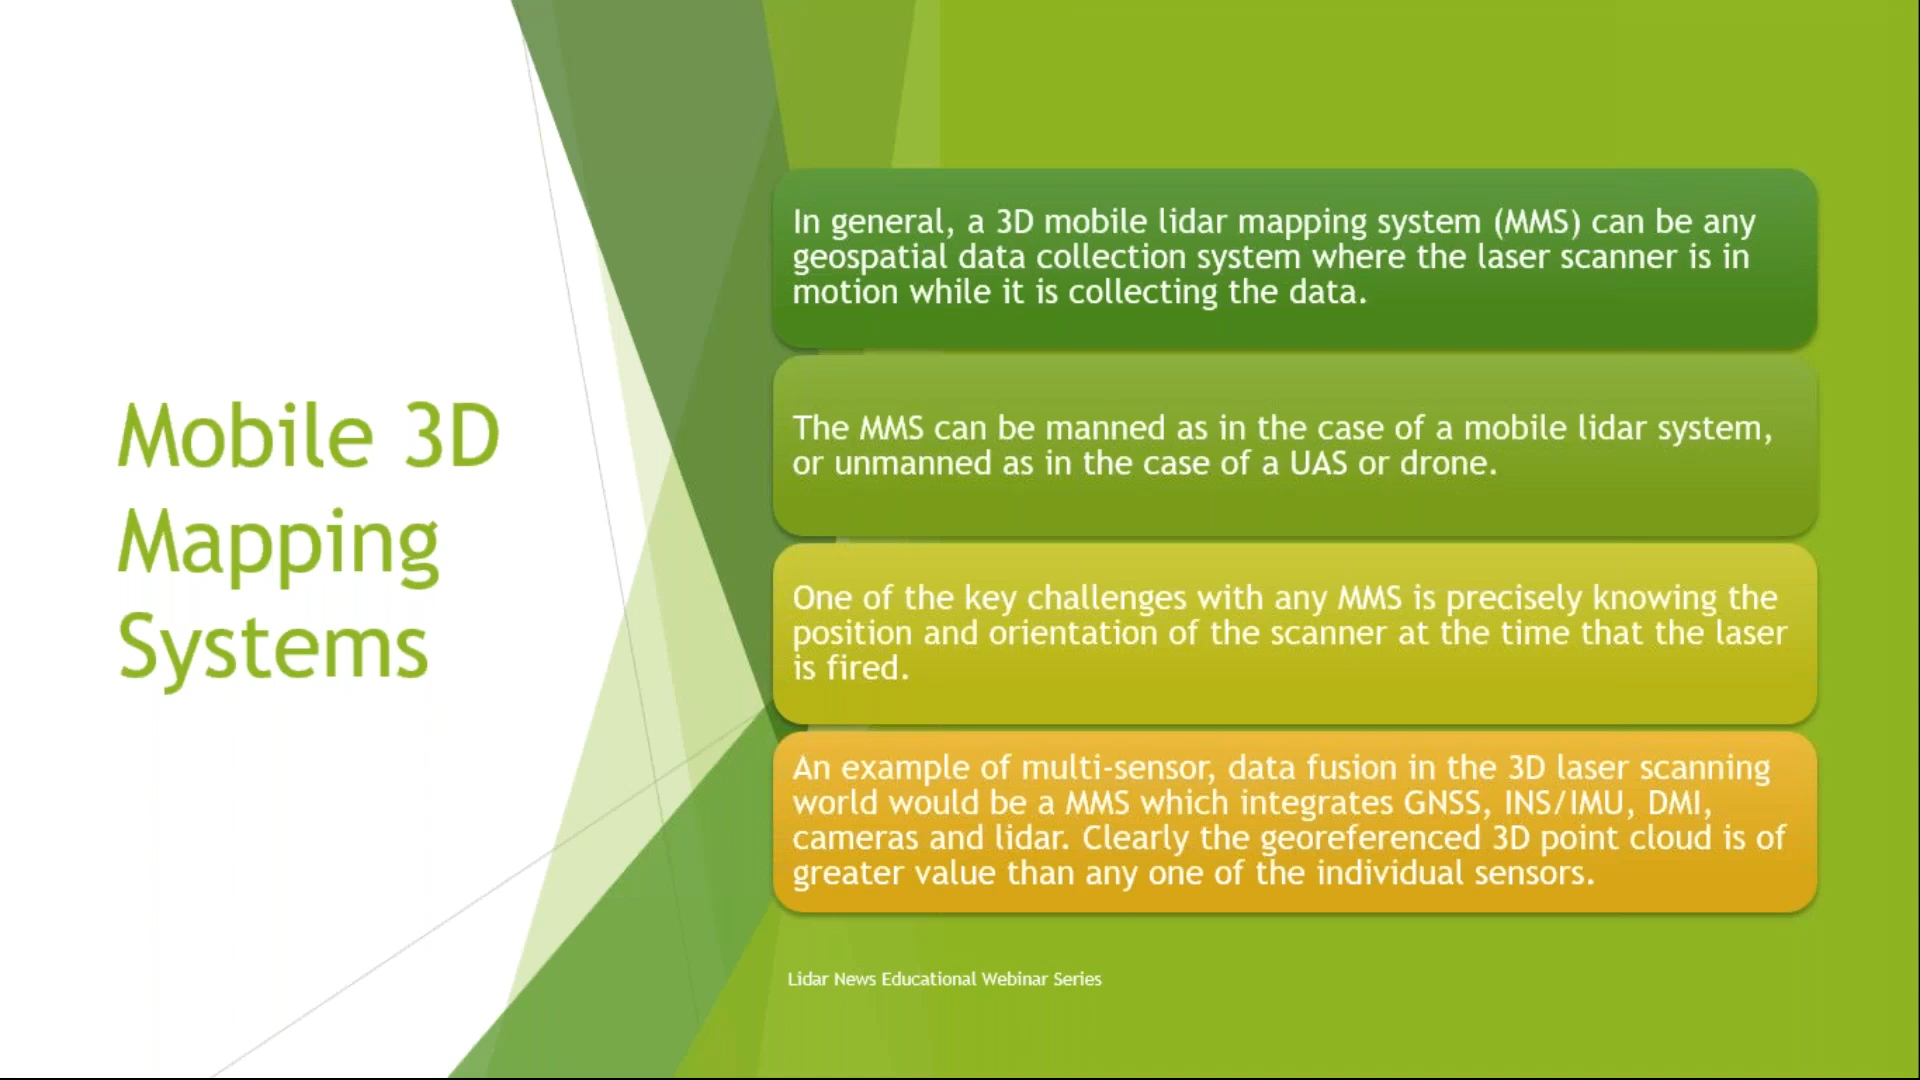 Mobile 3D
Mapping
Systems
In general, a 3D mobile lidar mapping system (MMS) can be any
geospatial data collection system where the laser scanner is in
motion while it is collecting the data.
The MMS can be manned as in the case of a mobile lidar system,
or unmanned as in the case of a UAS or drone.
One of the key challenges with any MMS is precisely knowing the
position and orientation of the scanner at the time that the laser
is fired.
An example of multi-sensor, data fusion in the 3D laser scanning
world would be a MMS which integrates GNSS, INS/IMU, DMI,
cameras and lidar. Clearly the georeferenced 3D point cloud is of
greater value than any one of the individual sensors.
Lidar News Educational Webinar Series